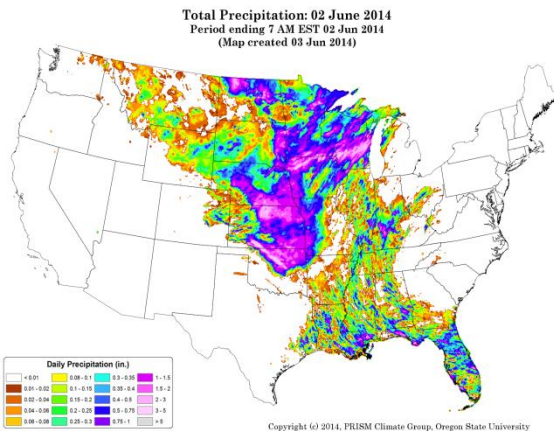 Total Precipitation: 02 June 2014
Period ending 7 AM EST 02 Jun 2014
(Map created 03 Jun 2014)
Daily Precipitation (in.)
< 0.01
0.01 - 0.02
0.02 - 0.04
0.04 - 0.06
0.06 - 0.08
0.08 - 0.1
0.1 - 0.15
0.15 - 0.2
0.2 - 0.25
0.25 - 0.3
0.3 - 0.35
0.35 - 0.4
0.4 - 0.5
0.5 - 0.75
0.75 - 1
1 - 1.5
1.5 - 2
2 - 3
3 - 5
> 5
Copyright (c) 2014, PRISM Climate Group, Oregon State University